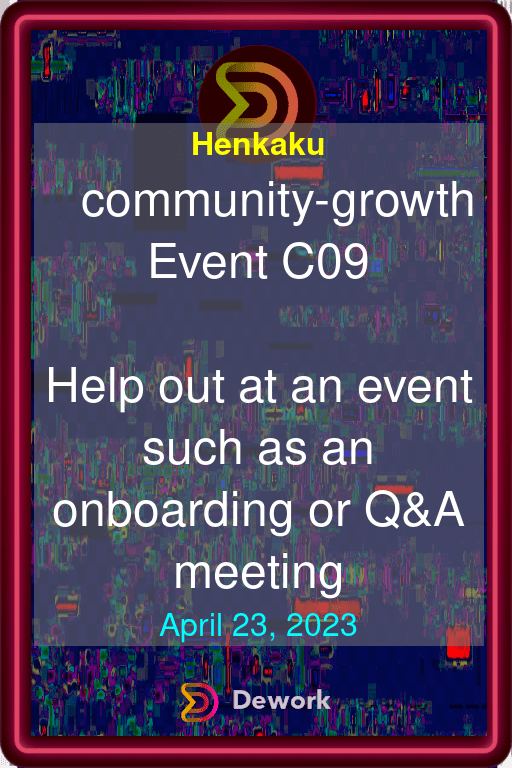 Henkaku
community-growth
Event C09
Help out at an event
such as an
onboarding or Q&A
meeting
April 23, 2023
Dework